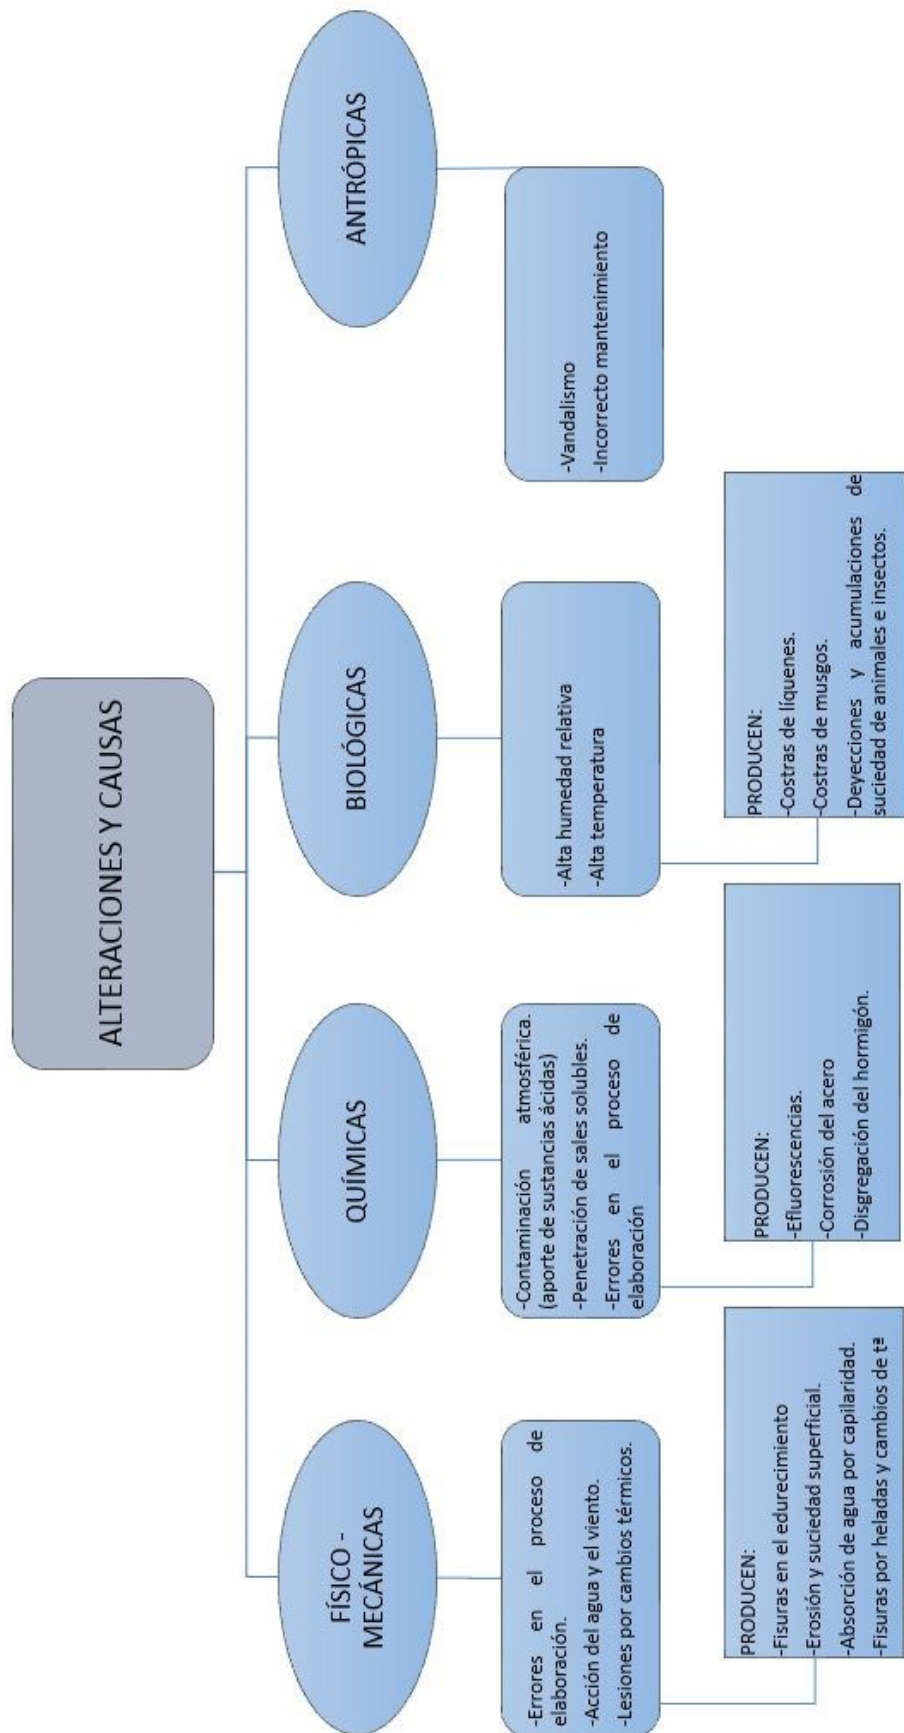 ALTERACIONES Y CAUSAS
FÍSICO -
MECÁNICAS
QUÍMICAS
BIOLÓGICAS
ANTRÓPICAS
-Errores en el proceso de
elaboración.
-Acción del agua y el viento.
-Lesiones por cambios térmicos.
-Contaminación atmosférica.
(aporte de sustancias ácidas)
-Penetración de sales solubles.
-Errores en el proceso de
elaboración
-Alta humedad relativa
-Alta temperatura
-Vandalismo
-Incorrecto mantenimiento
PRODUCEN:
-Fisuras en el edurecimiento
-Erosión y suciedad superficial.
-Absorción de agua por capilaridad.
-Fisuras por heladas y cambios de tª
PRODUCEN:
-Efluorescencias.
-Corrosión del acero
-Disgregación del hormigón.
PRODUCEN:
-Costras de líquenes.
-Costras de musgos.
-Deyecciones y acumulaciones de
suciedad de animales e insectos.